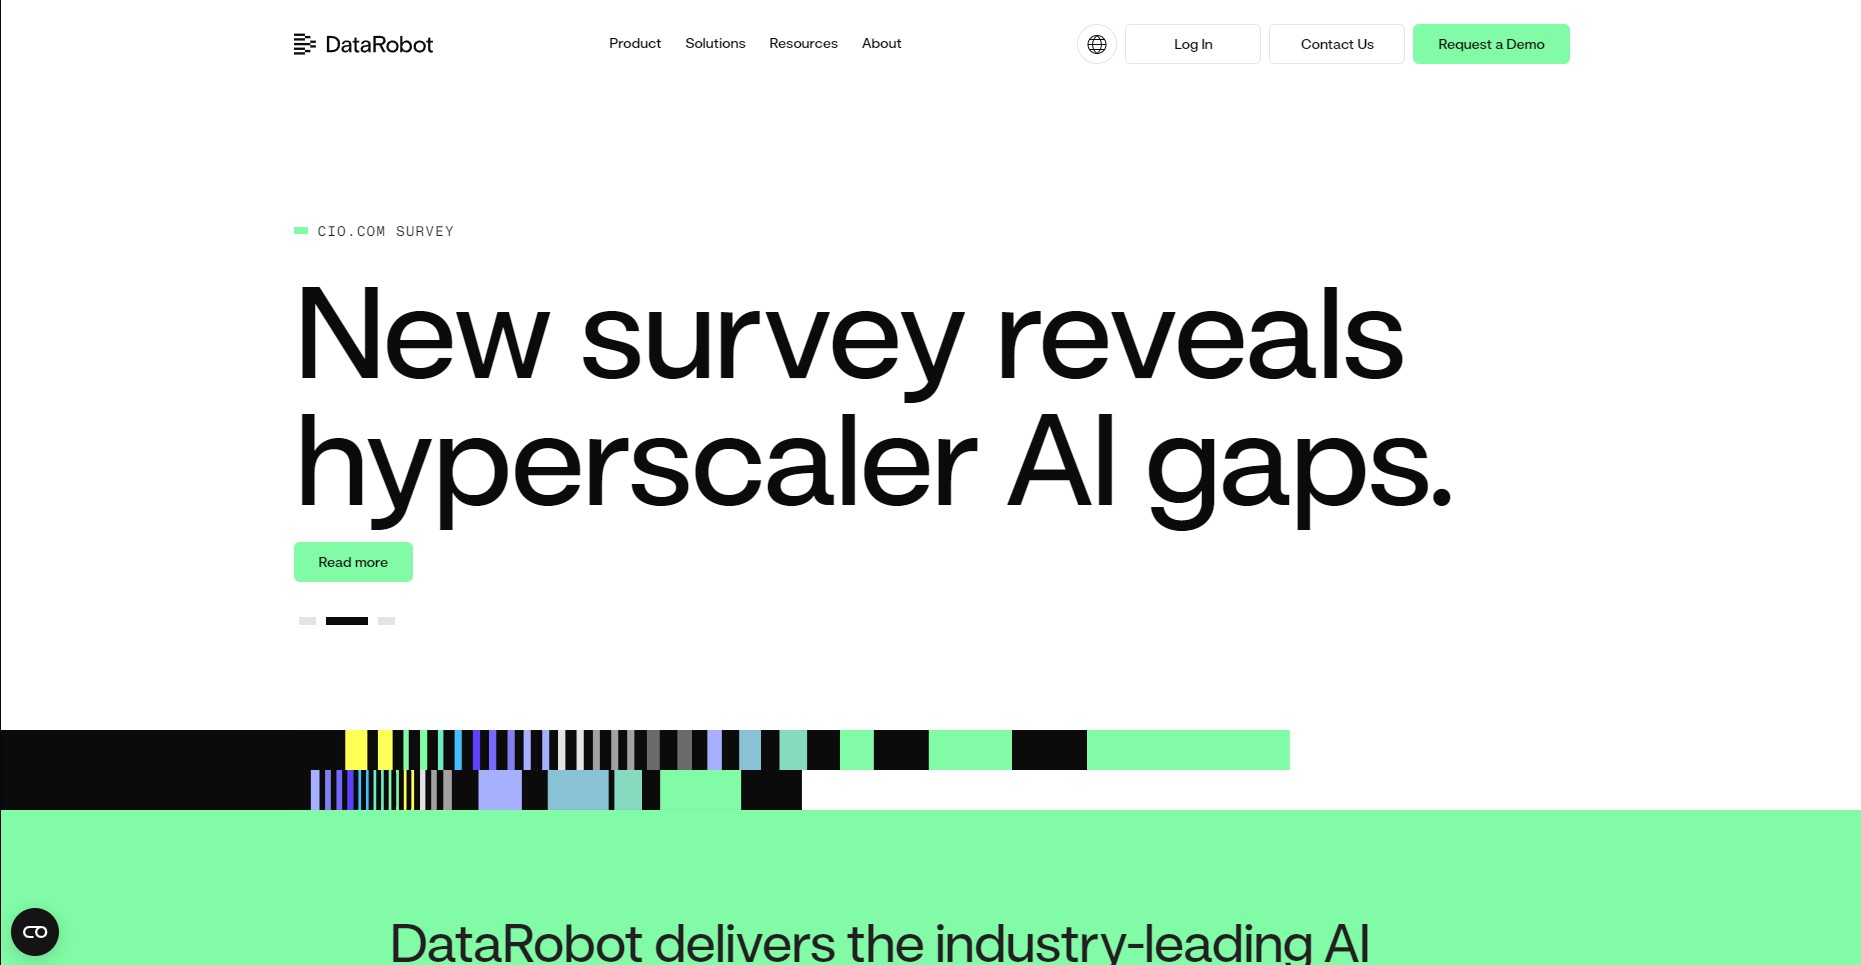 DataRobot
Product
Solutions
Resources
About
Log In
Contact Us
Request a Demo
CIO.COM SURVEY
New survey reveals
hyperscaler AI gaps.
Read more
DataRobot delivers the industry-leading AI